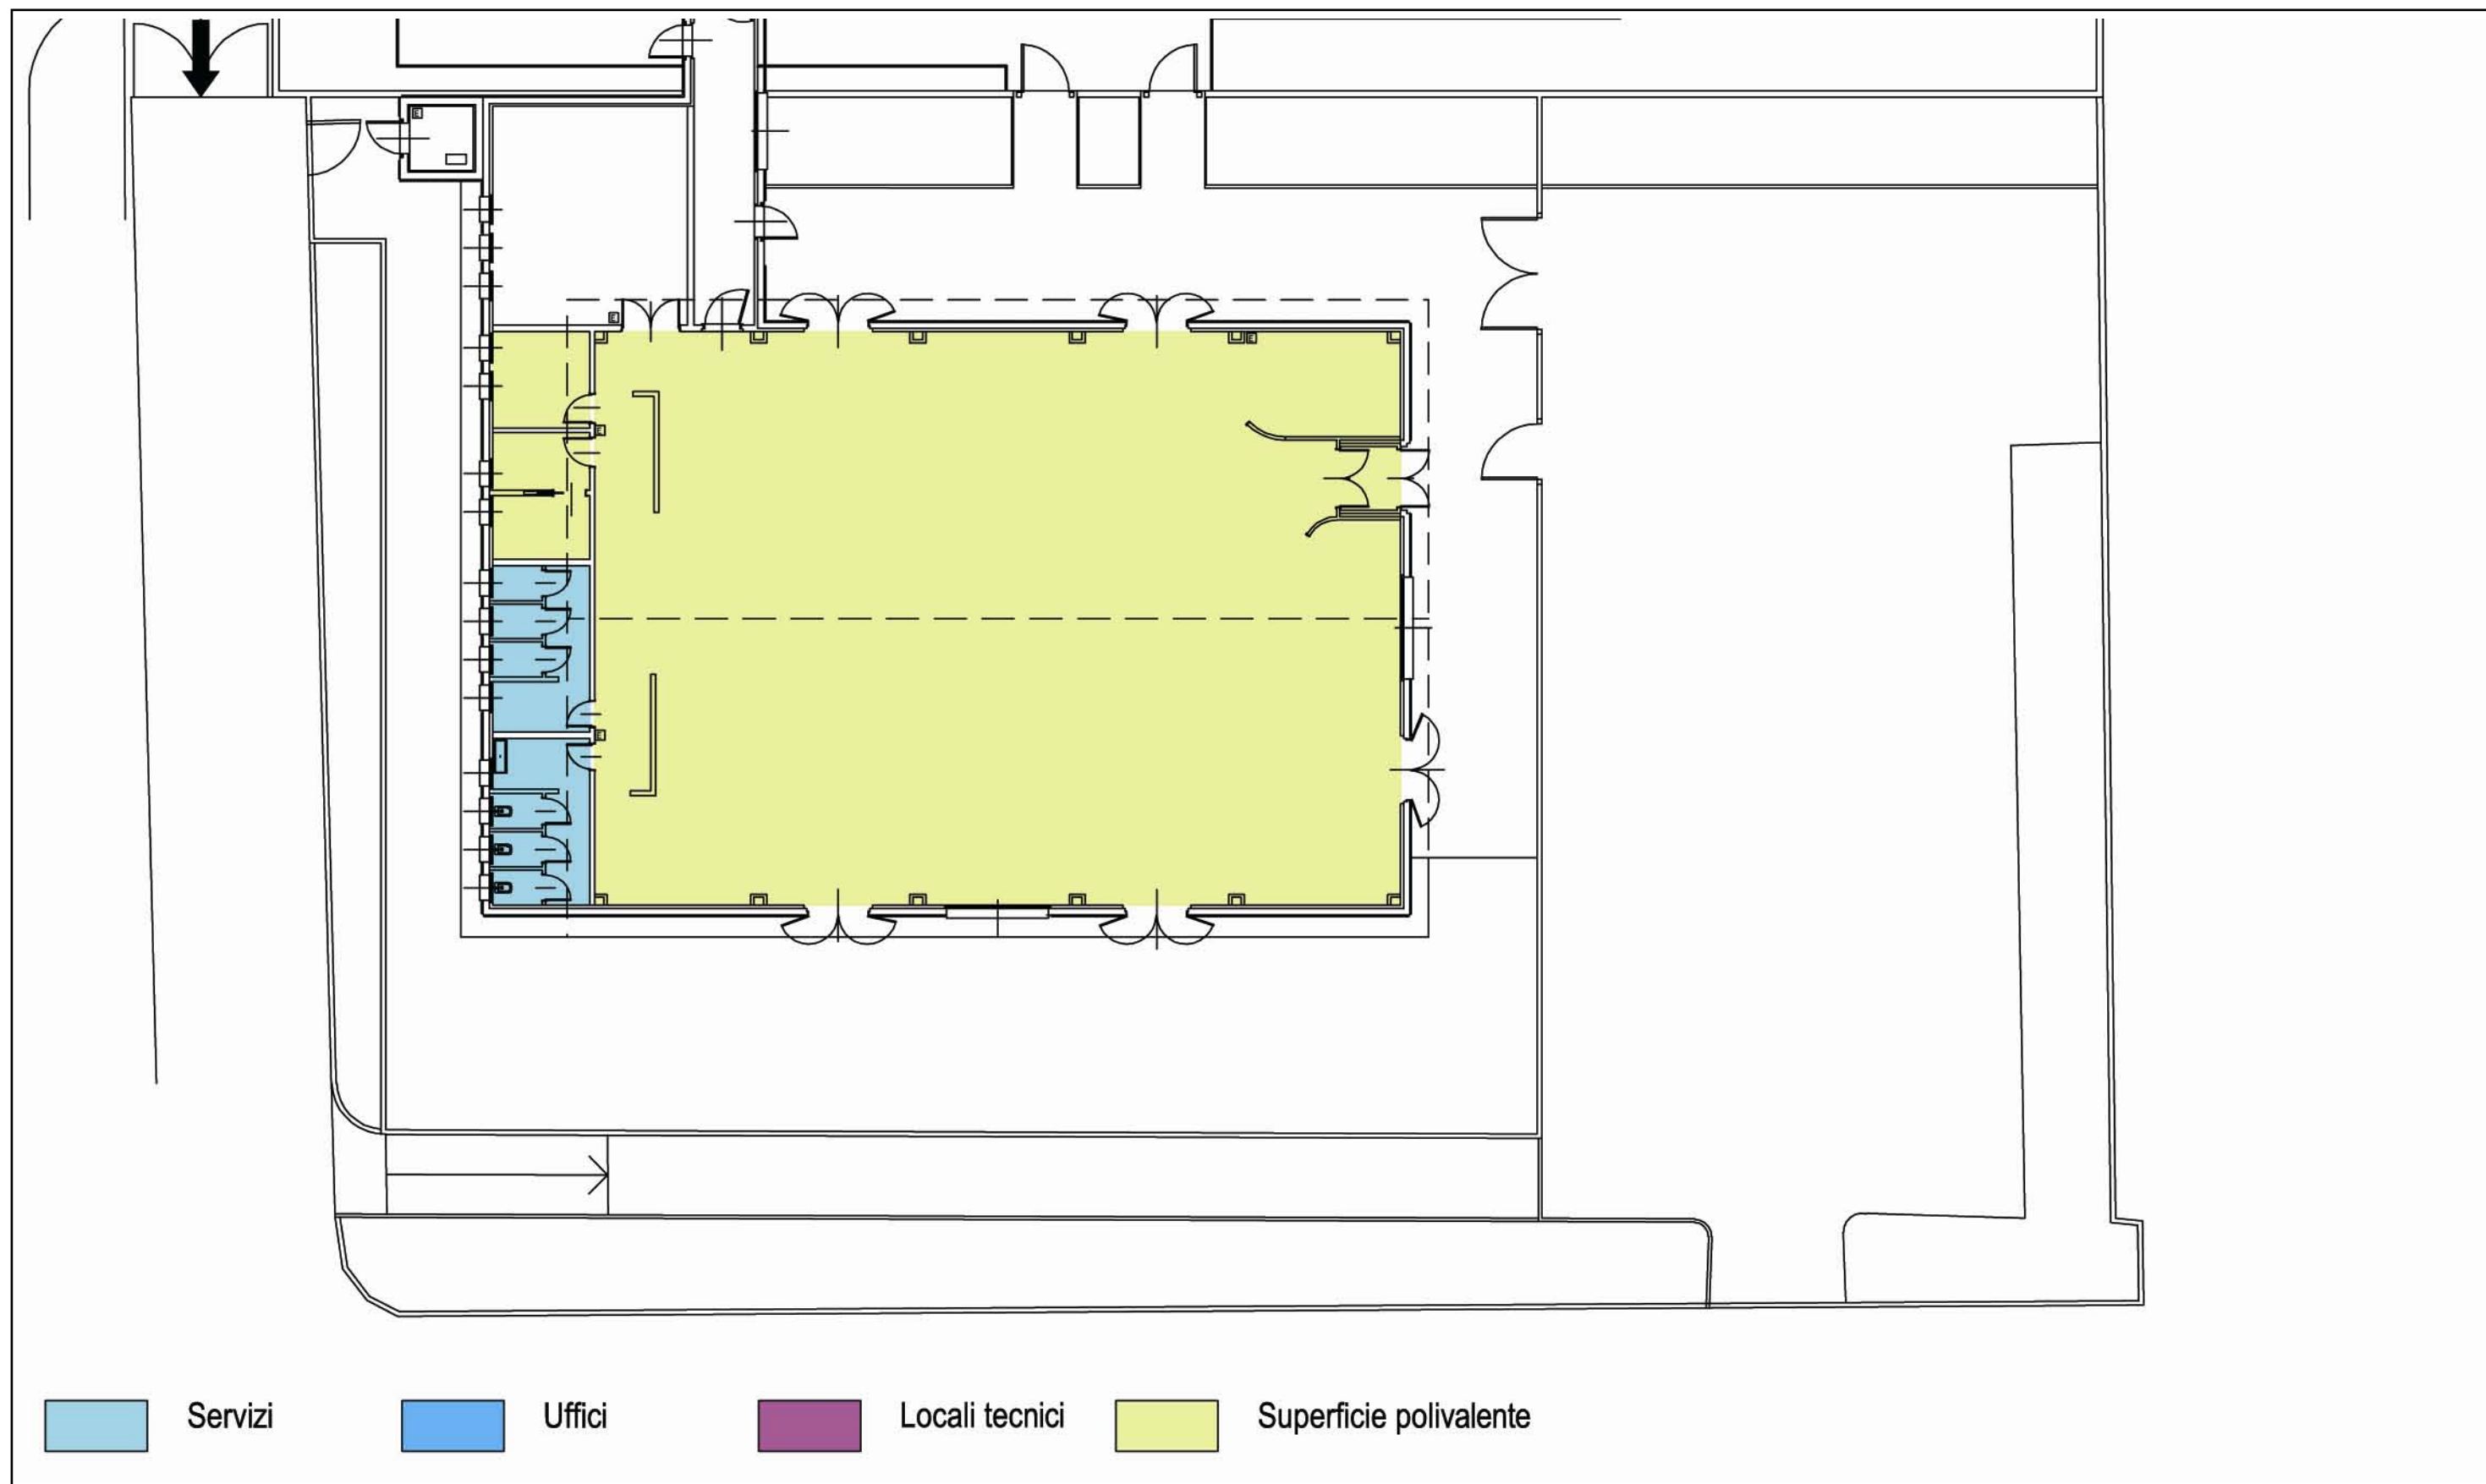 Servizi
Uffici
Locali tecnici
Superficie polivalente